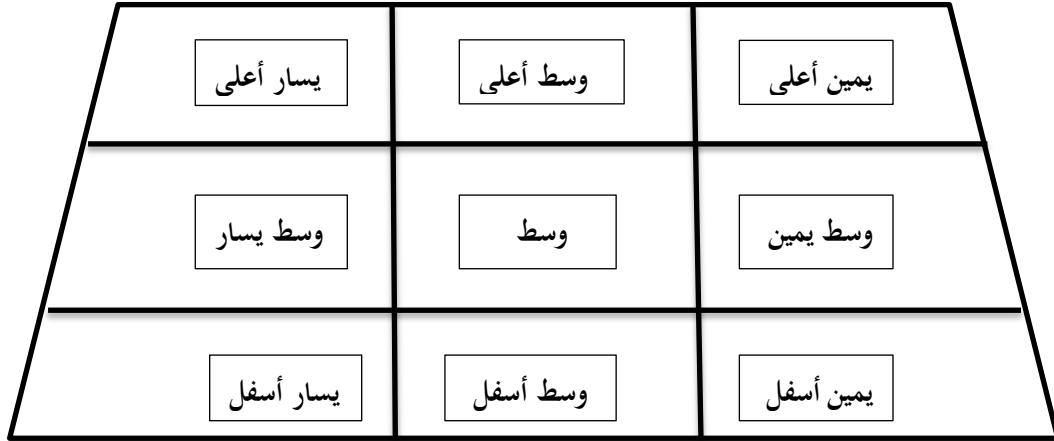 يمين أعلى
وسط أعلى
يسار أعلى
وسط يمين
وسط
وسط يسار
يمين أسفل
وسط أسفل
يسار أسفل